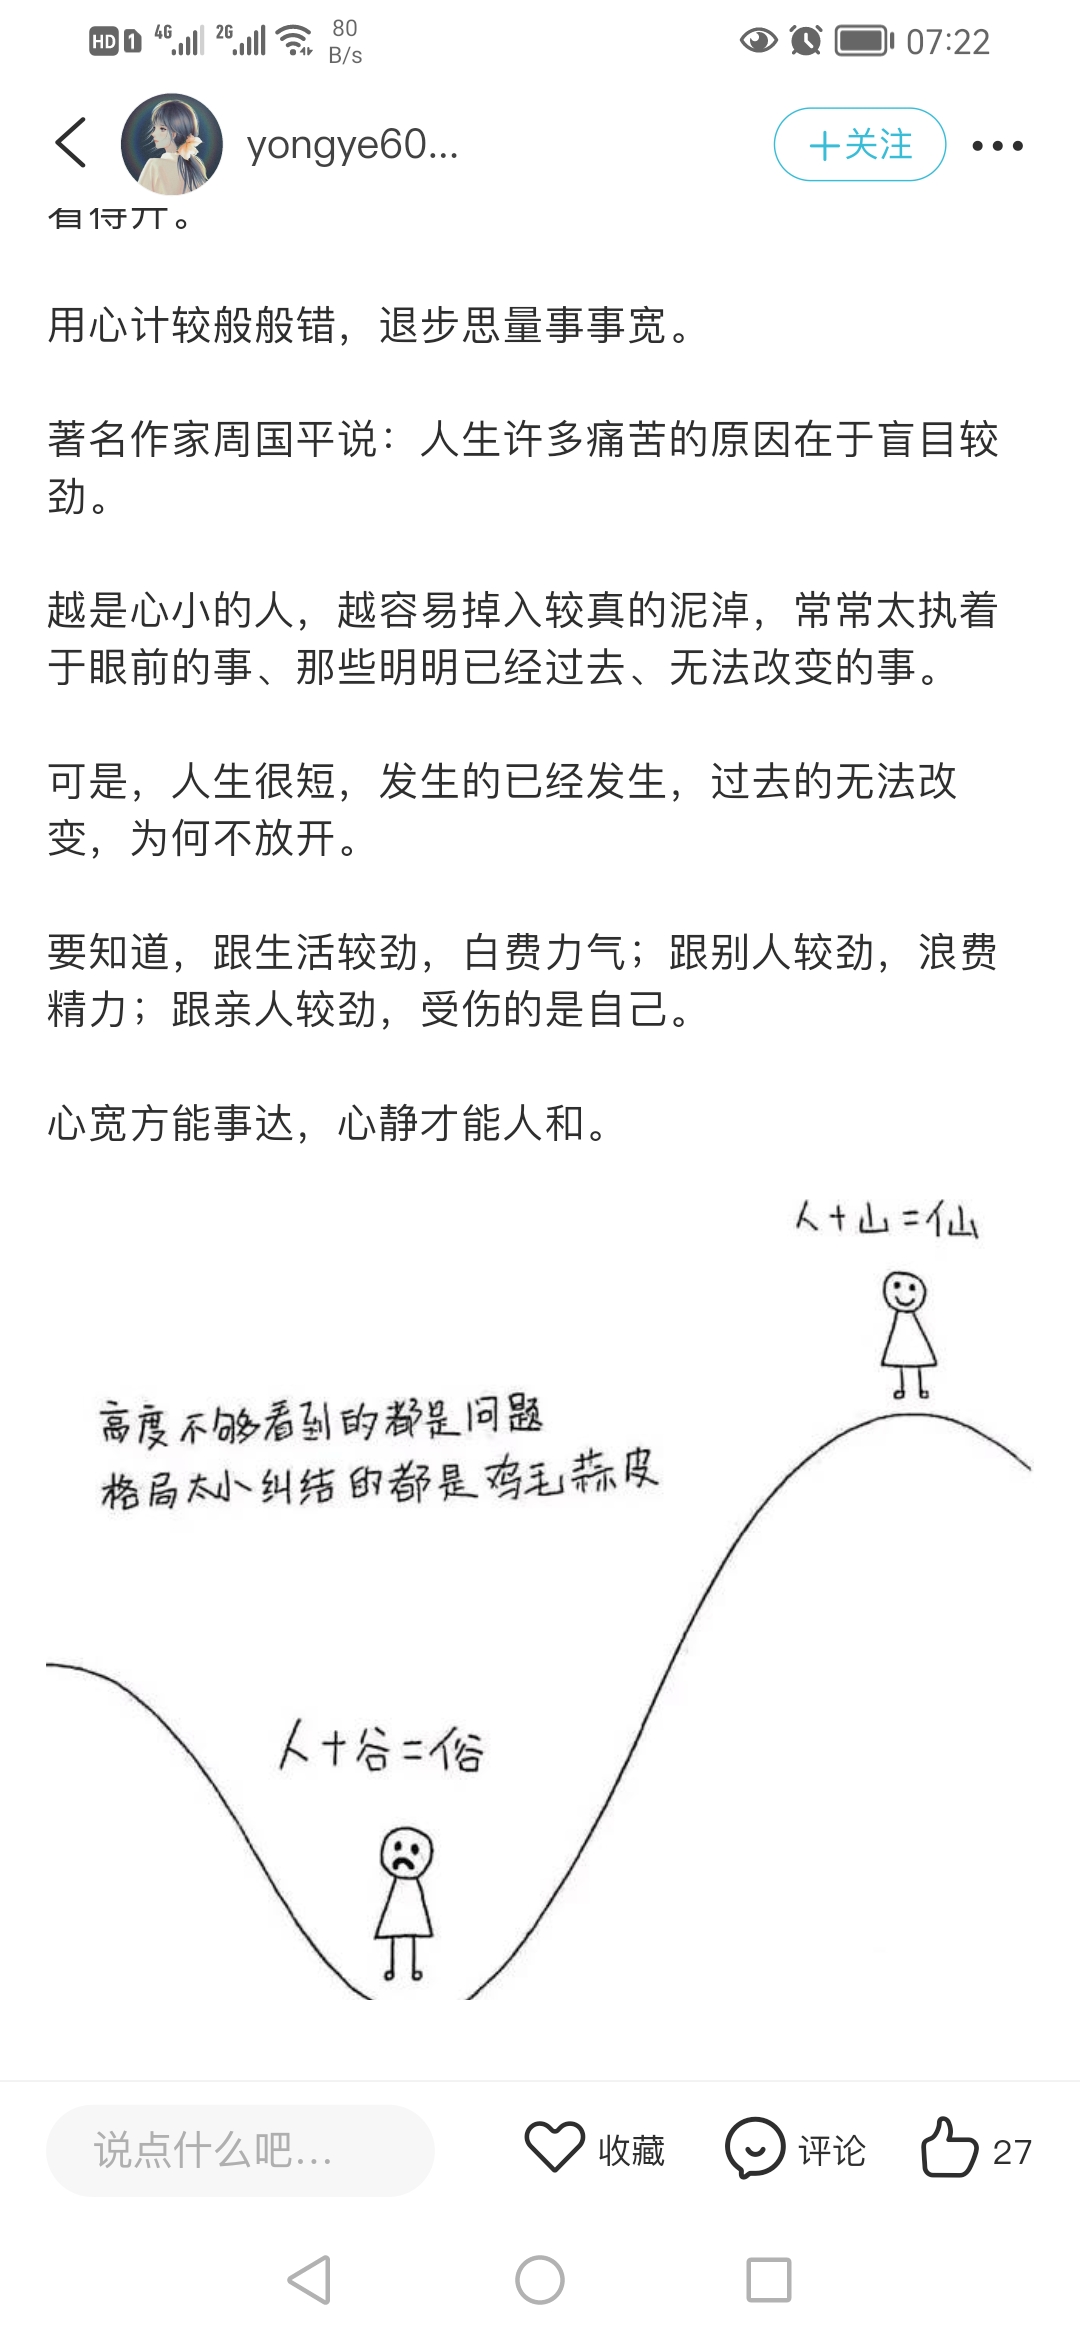 HD 1 4G 2G 80 B/s 07:22
yongye60... +关注
看得开。
用心计较般般错，退步思量事事宽。
著名作家周国平说：人生许多痛苦的原因在于盲目较
劲。
越是心小的人，越容易掉入较真的泥淖，常常太执着
于眼前的事、那些明明已经过去、无法改变的事。
可是，人生很短，发生的已经发生，过去的无法改
变，为何不放开。
要知道，跟生活较劲，白费力气；跟别人较劲，浪费
精力；跟亲人较劲，受伤的是自己。
心宽方能事达，心静才能人和。
人+山=仙
高度不够看到的都是问题
格局太小纠结的都是鸡毛蒜皮
人+谷=俗
说点什么吧... 收藏 评论 27